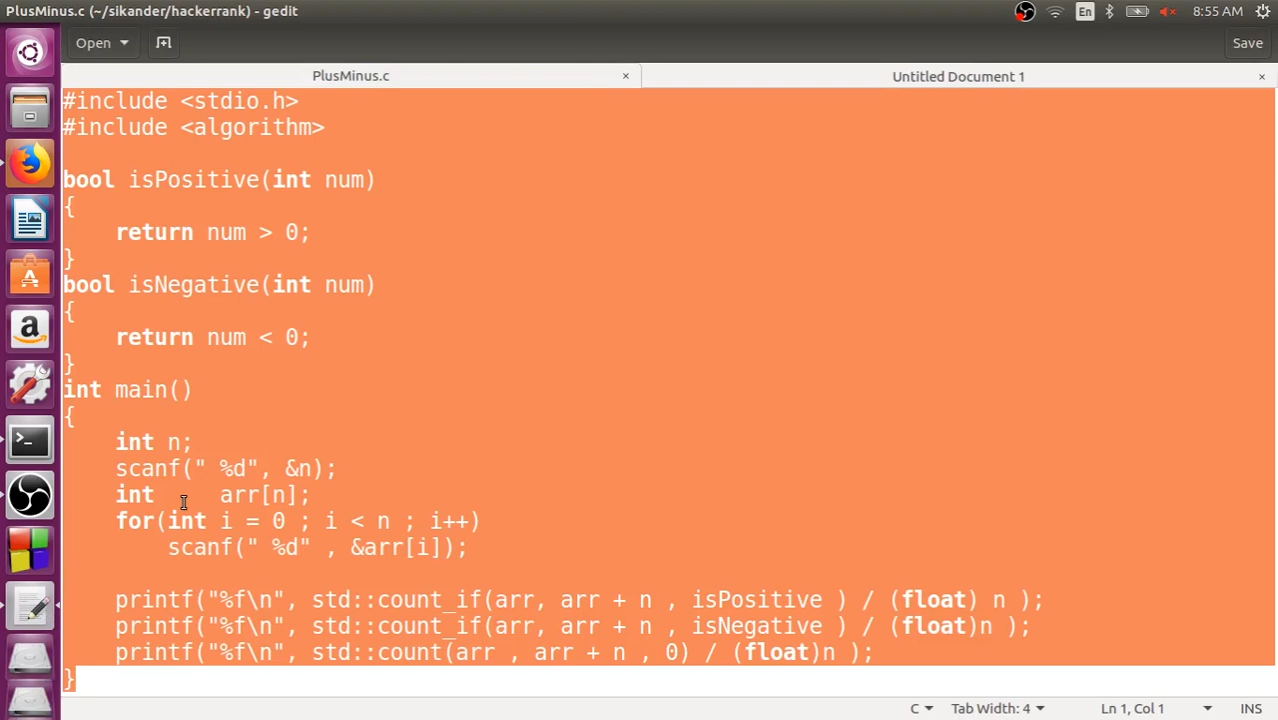 PlusMinus.c (~/sikander/hackerrank) - gedit
En
8:55 AM
Open
Save
PlusMinus.c
Untitled Document 1
#include <stdio.h>
#include <algorithm>
bool isPositive(int num)
{
    return num > 0;
}
bool isNegative(int num)
{
    return num < 0;
}
int main()
{
    int n;
    scanf(" %d", &n);
    int     arr[n];
    for(int i = 0 ; i < n ; i++)
        scanf(" %d" , &arr[i]);
    printf("%f\n", std::count_if(arr, arr + n , isPositive ) / (float) n );
    printf("%f\n", std::count_if(arr, arr + n , isNegative ) / (float)n );
    printf("%f\n", std::count(arr , arr + n , 0) / (float)n );
}
C
Tab Width: 4
Ln 1, Col 1
INS